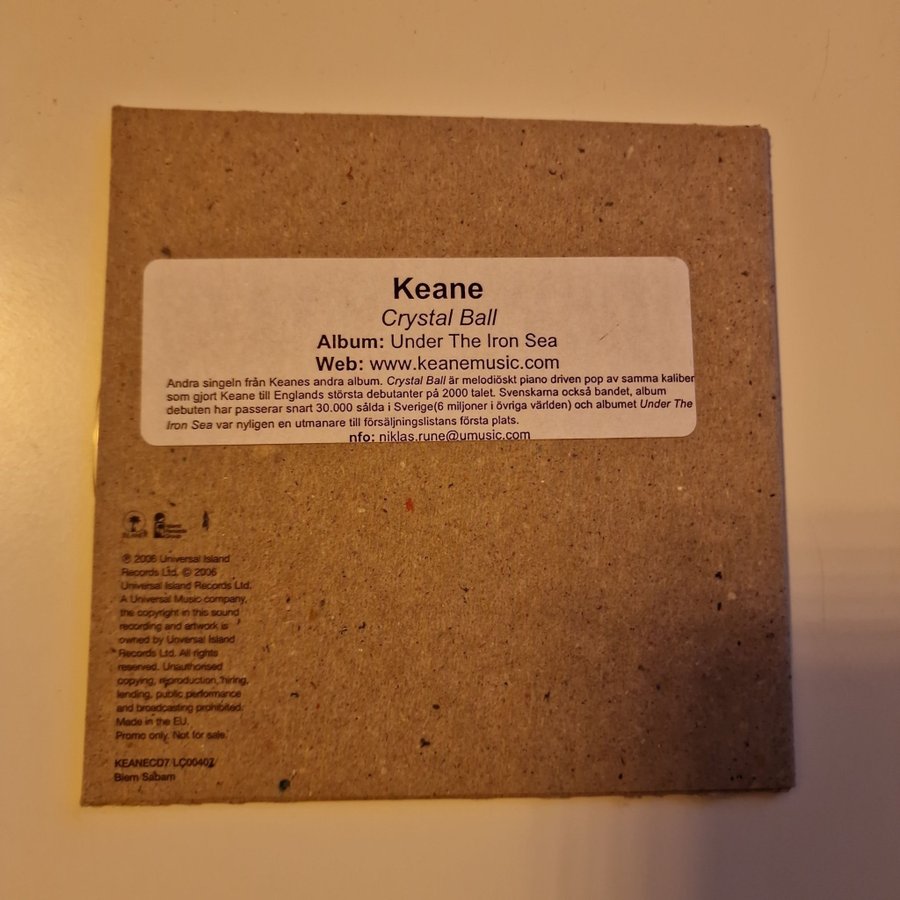 Keane
Crystal Ball
Album: Under The Iron Sea
Web: www.keanemusic.com
Andra singeln från Keanes andra album. Crystal Ball är melodiöskt piano driven pop av samma kaliber
som gjort Keane till Englands största debutanter på 2000 talet. Svenskarna också bandet, album
debuten har passerar snart 30.000 sålda i Sverige(6 miljoner i övriga världen) och albumet Under The
Iron Sea var nyligen en utmanare till försäljningslistans första plats.
nfo: niklas.rune@umusic.com
ISLAND
Island Records Group
℗ 2006 Universal Island
Records Ltd. © 2006
Universal Island Records Ltd.
A Universal Music company,
the copyright in this sound
recording and artwork is
owned by Universal Island
Records Ltd. All rights
reserved. Unauthorised
copying, reproduction, hiring,
lending, public performance
and broadcasting prohibited.
Made in the EU.
Promo only. Not for sale.
KEANECD7 LC00407
Biem Sabam